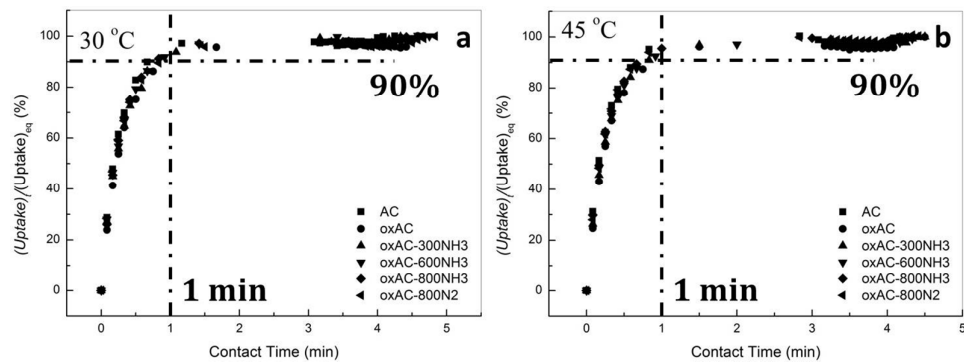 30 °C
a
100
80
60
40
20
0
(Uptake)t/(Uptake)eq (%)
90%
AC
oxAC
oxAC-300NH3
oxAC-600NH3
oxAC-800NH3
oxAC-800N2
1 min
0 1 2 3 4 5
Contact Time (min)
45 °C
b
100
80
60
40
20
0
(Uptake)t/(Uptake)eq (%)
90%
AC
oxAC
oxAC-300NH3
oxAC-600NH3
oxAC-800NH3
oxAC-800N2
1 min
0 1 2 3 4 5
Contact Time (min)